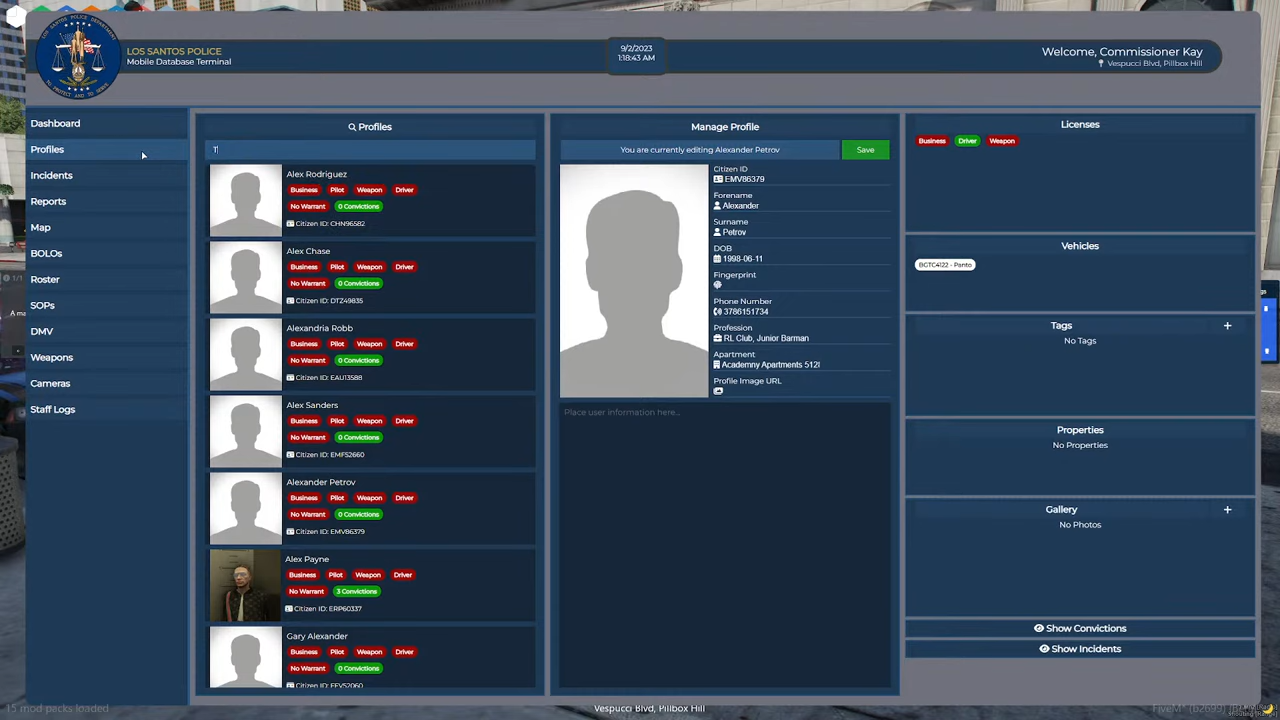 LOS SANTOS POLICE
Mobile Database Terminal
9/2/2023
1:18:43 AM
Welcome, Commissioner Kay
Vespucci Blvd, Pillbox Hill
Dashboard
Profiles
Incidents
Reports
Map
BOLOs
Roster
SOPs
DMV
Weapons
Cameras
Staff Logs
Profiles
T
Alex Rodriguez
Business Pilot Weapon Driver
No Warrant 0 Convictions
Citizen ID: CHN96582
Alex Chase
Business Pilot Weapon Driver
No Warrant 0 Convictions
Citizen ID: DTZ49835
Alexandria Robb
Business Pilot Weapon Driver
No Warrant 0 Convictions
Citizen ID: EAU13588
Alex Sanders
Business Pilot Weapon Driver
No Warrant 0 Convictions
Citizen ID: EMF52660
Alexander Petrov
Business Pilot Weapon Driver
No Warrant 0 Convictions
Citizen ID: EMV86379
Alex Payne
Business Pilot Weapon Driver
No Warrant 3 Convictions
Citizen ID: ERP60337
Gary Alexander
Business Pilot Weapon Driver
No Warrant 0 Convictions
Manage Profile
You are currently editing Alexander Petrov
Save
Citizen ID
EMV86379
Forename
Alexander
Surname
Petrov
DOB
1998-06-11
Fingerprint
Phone Number
3786151734
Profession
RL Club, Junior Barman
Apartment
Academny Apartments 512!
Profile Image URL
Place user information here...
Licenses
Business Driver Weapon
Vehicles
BGTC4122 - Panto
Tags +
No Tags
Properties
No Properties
Gallery +
No Photos
Show Convictions
Show Incidents
15 mod-packs loaded
Vespucci Blvd, Pillbox Hill